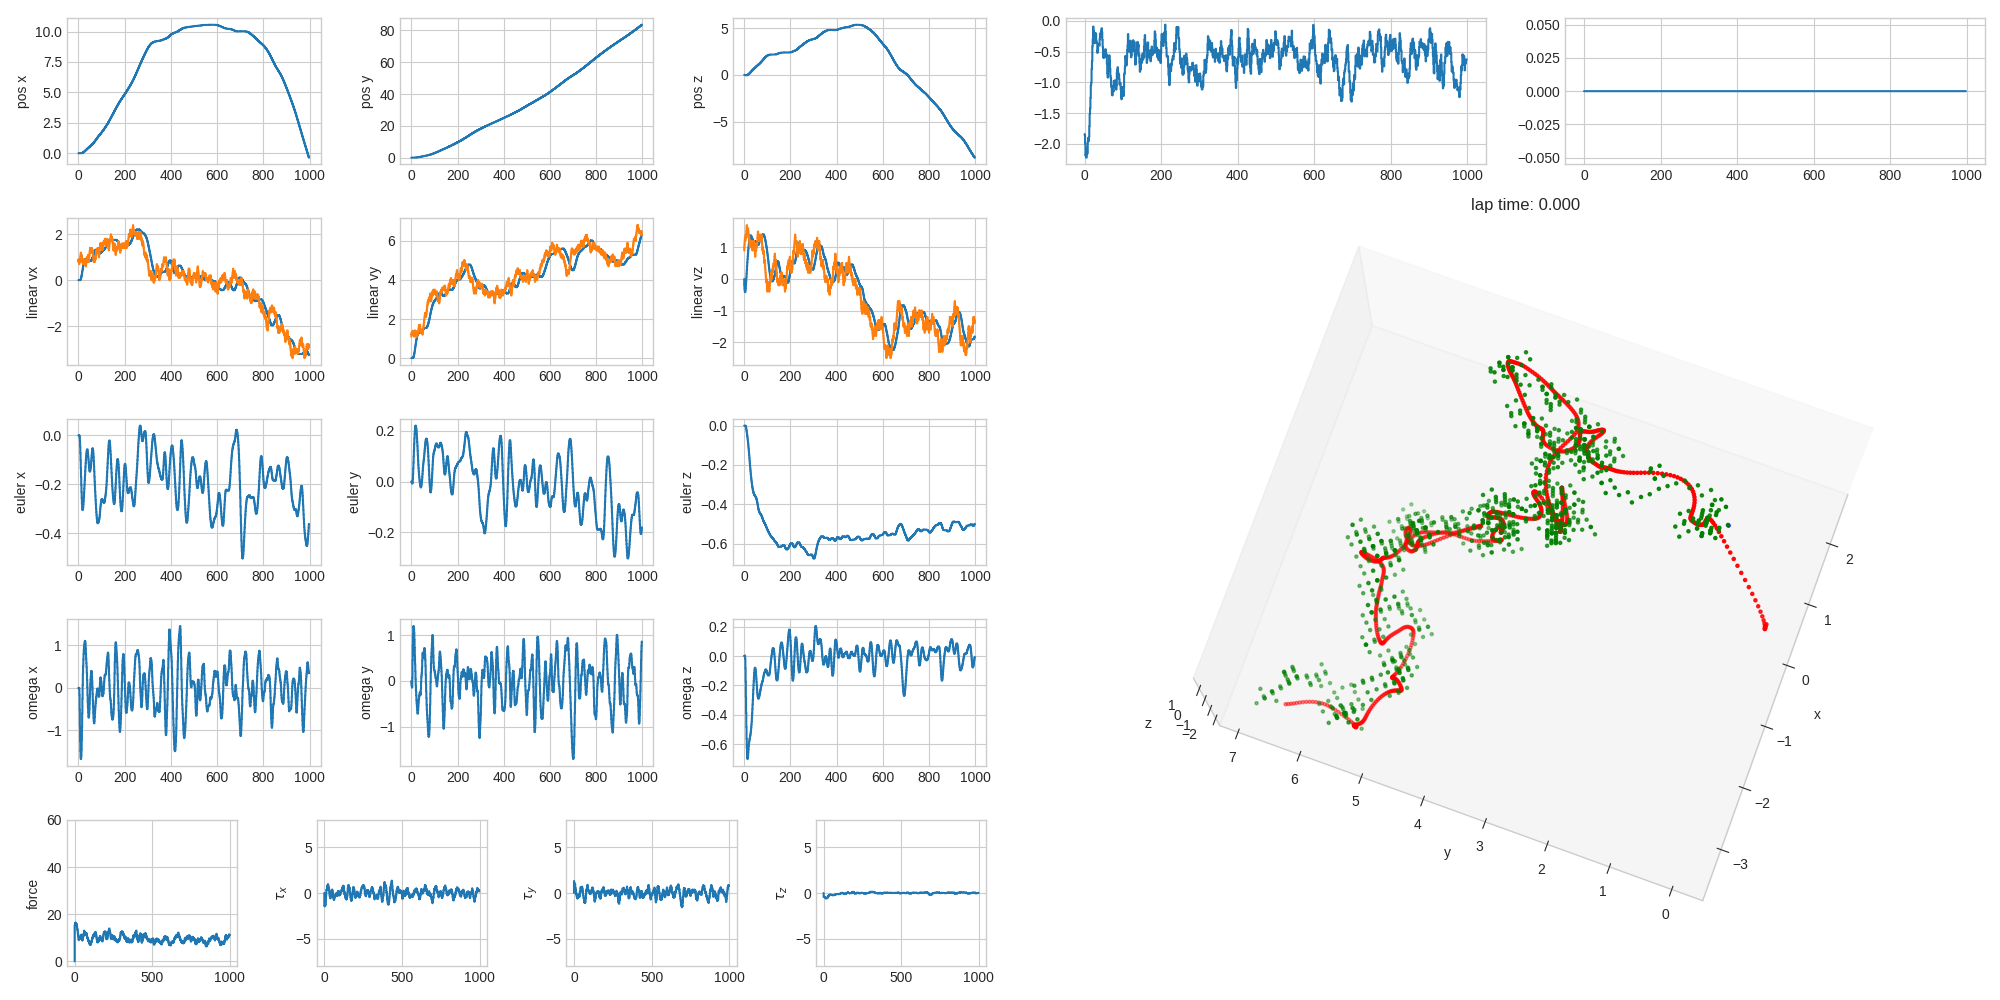 10.0
7.5
5.0
2.5
0.0
pos x
0 200 400 600 800 1000
80
60
40
20
0
pos y
0 200 400 600 800 1000
5
0
−5
pos z
0 200 400 600 800 1000
0.0
−0.5
−1.0
−1.5
−2.0
0 200 400 600 800 1000
0.050
0.025
0.000
−0.025
−0.050
0 200 400 600 800 1000
2
0
−2
linear vx
0 200 400 600 800 1000
6
4
2
0
linear vy
0 200 400 600 800 1000
1
0
−1
−2
linear vz
0 200 400 600 800 1000
0.0
−0.2
−0.4
euler x
0 200 400 600 800 1000
0.2
0.0
−0.2
euler y
0 200 400 600 800 1000
0.0
−0.2
−0.4
−0.6
euler z
0 200 400 600 800 1000
1
0
−1
omega x
0 200 400 600 800 1000
1
0
−1
omega y
0 200 400 600 800 1000
0.2
0.0
−0.2
−0.4
−0.6
omega z
0 200 400 600 800 1000
60
40
20
0
force
0 500 1000
5
0
−5
τx
0 500 1000
5
0
−5
τy
0 500 1000
5
0
−5
τz
0 500 1000
lap time: 0.000
2
1
0
−1
−2
−3
x
7
6
5
4
3
2
1
0
y
1
0
−1
−2
z